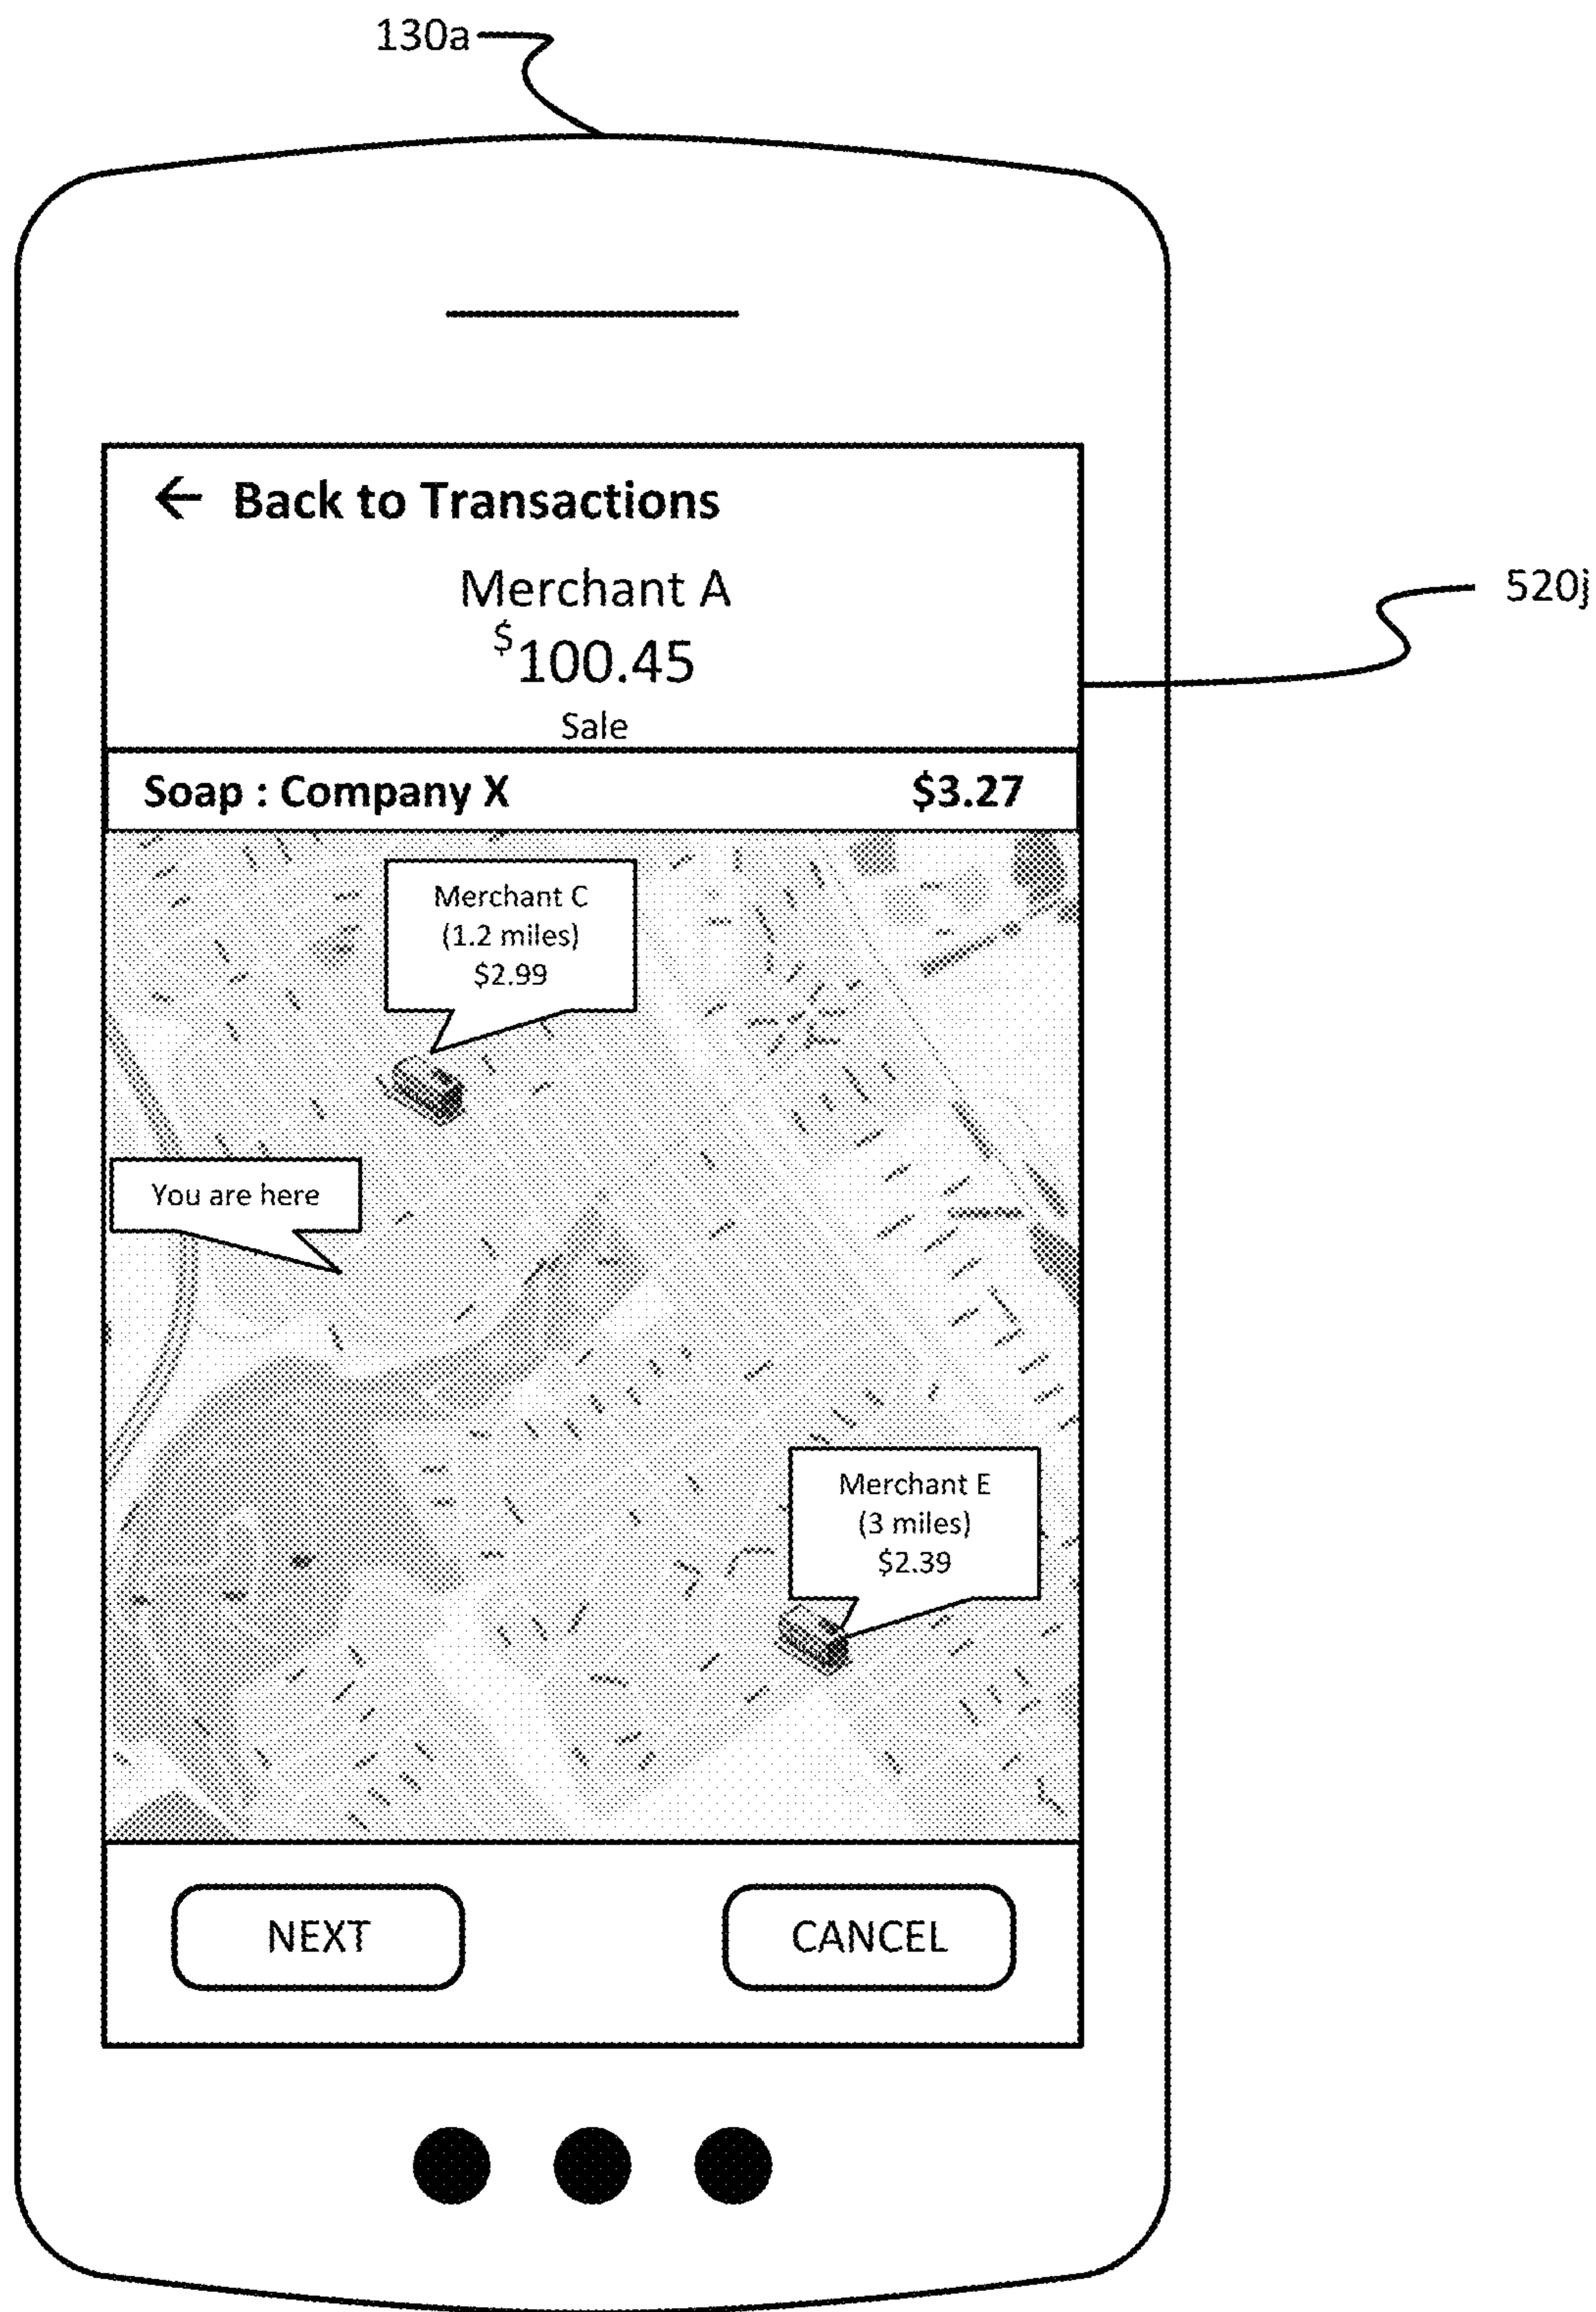 130a
← Back to Transactions
Merchant A
$100.45
Sale
520j
Soap : Company X $3.27
Merchant C
(1.2 miles)
$2.99
You are here
Merchant E
(3 miles)
$2.39
NEXT CANCEL